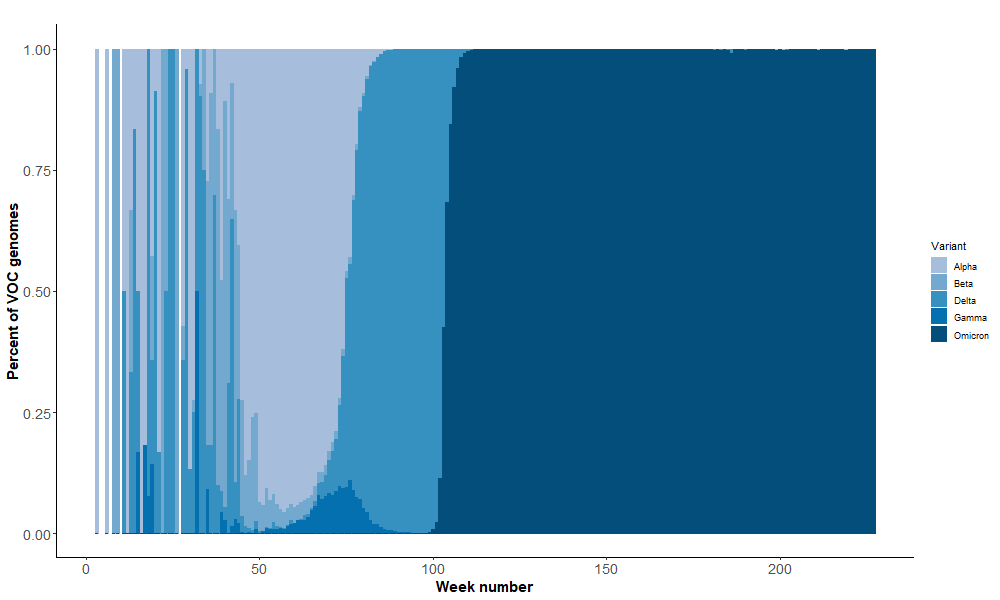 1.00
0.75
0.50
0.25
0.00
Percent of VOC genomes
0
50
100
150
200
Week number
Variant
Alpha
Beta
Delta
Gamma
Omicron